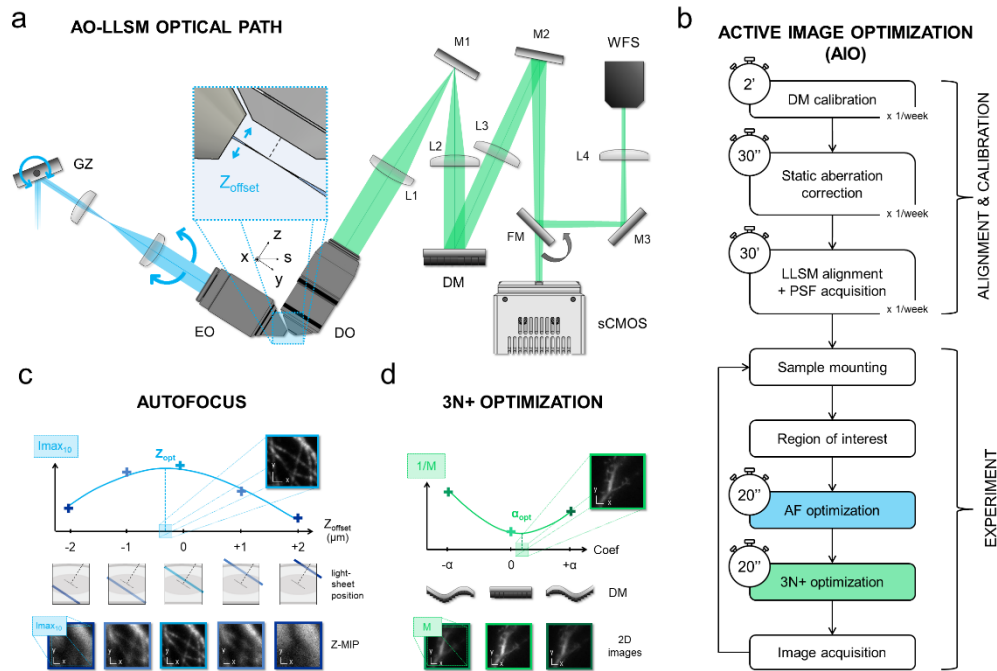 a
AO-LLSM OPTICAL PATH
GZ
Z offset
x
z
s
y
EO
DO
L1
M1
L2
L3
DM
M2
FM
WFS
L4
M3
sCMOS
b
ACTIVE IMAGE OPTIMIZATION
(AIO)
2’
DM calibration
x 1/week
30’’
Static aberration
correction
x 1/week
30’
LLSM alignment
+ PSF acquisition
x 1/week
ALIGNMENT & CALIBRATION
Sample mounting
Region of interest
20’’
AF optimization
20’’
3N+ optimization
Image acquisition
EXPERIMENT
c
AUTOFOCUS
Imax10
Zopt
y
x
Zoffset
(µm)
-2
-1
0
+1
+2
light-
sheet
position
Imax10
y
x
y
x
y
x
y
x
y
x
Z-MIP
d
3N+ OPTIMIZATION
1/M
αopt
y
x
Coef
-α
0
+α
DM
M
y
x
y
x
y
x
2D
images